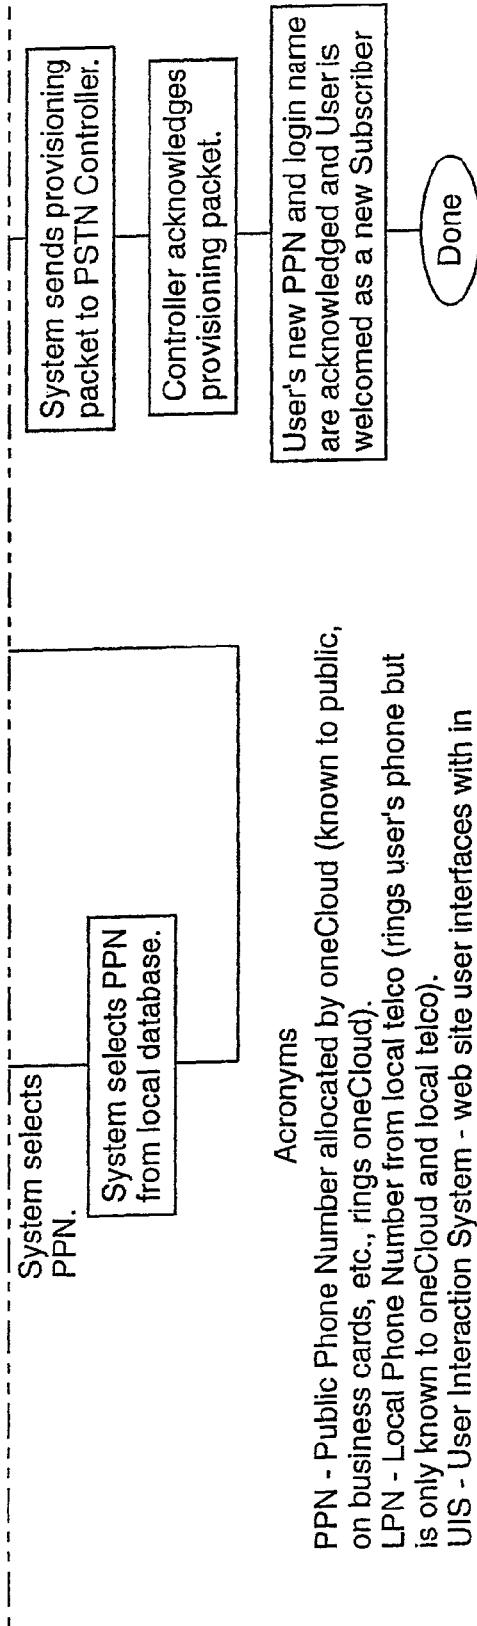 System selects
PPN.
System selects PPN
from local database.
System sends provisioning
packet to PSTN Controller.
Controller acknowledges
provisioning packet.
User's new PPN and login name
are acknowledged and User is
welcomed as a new Subscriber
Done
Acronyms
PPN - Public Phone Number allocated by oneCloud (known to public,
on business cards, etc., rings oneCloud).
LPN - Local Phone Number from local telco (rings user's phone but
is only known to oneCloud and local telco).
UIS - User Interaction System - web site user interfaces with in